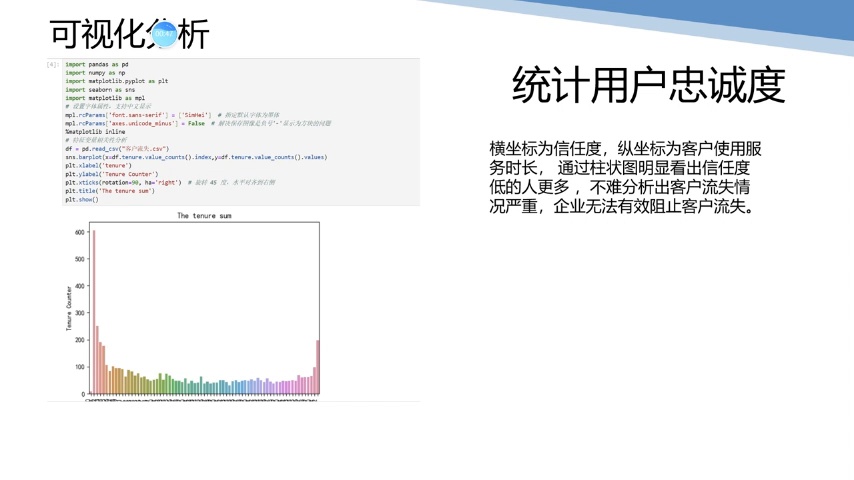 可视化分析
00:47
统计用户忠诚度
[4]: import pandas as pd
import numpy as np
import matplotlib.pyplot as plt
import seaborn as sns
import matplotlib as mpl
# 设置字体属性，支持中文显示
mpl.rcParams['font.sans-serif'] = ['SimHei']  # 指定默认字体为黑体
mpl.rcParams['axes.unicode_minus'] = False  # 解决保存图像是负号'-'显示为方块的问题
%matplotlib inline
# 特征变量相关性分析
df = pd.read_csv("客户流失.csv")
sns.barplot(x=df.tenure.value_counts().index,y=df.tenure.value_counts().values)
plt.xlabel('tenure')
plt.ylabel('Tenure Counter')
plt.xticks(rotation=90, ha='right')  # 旋转 45 度，水平对齐到右侧
plt.title('The tenure sum')
plt.show()
横坐标为信任度，纵坐标为客户使用服
务时长， 通过柱状图明显看出信任度
低的人更多 ，不难分析出客户流失情
况严重，企业无法有效阻止客户流失。
The tenure sum
Tenure Counter
600
500
400
300
200
100
0